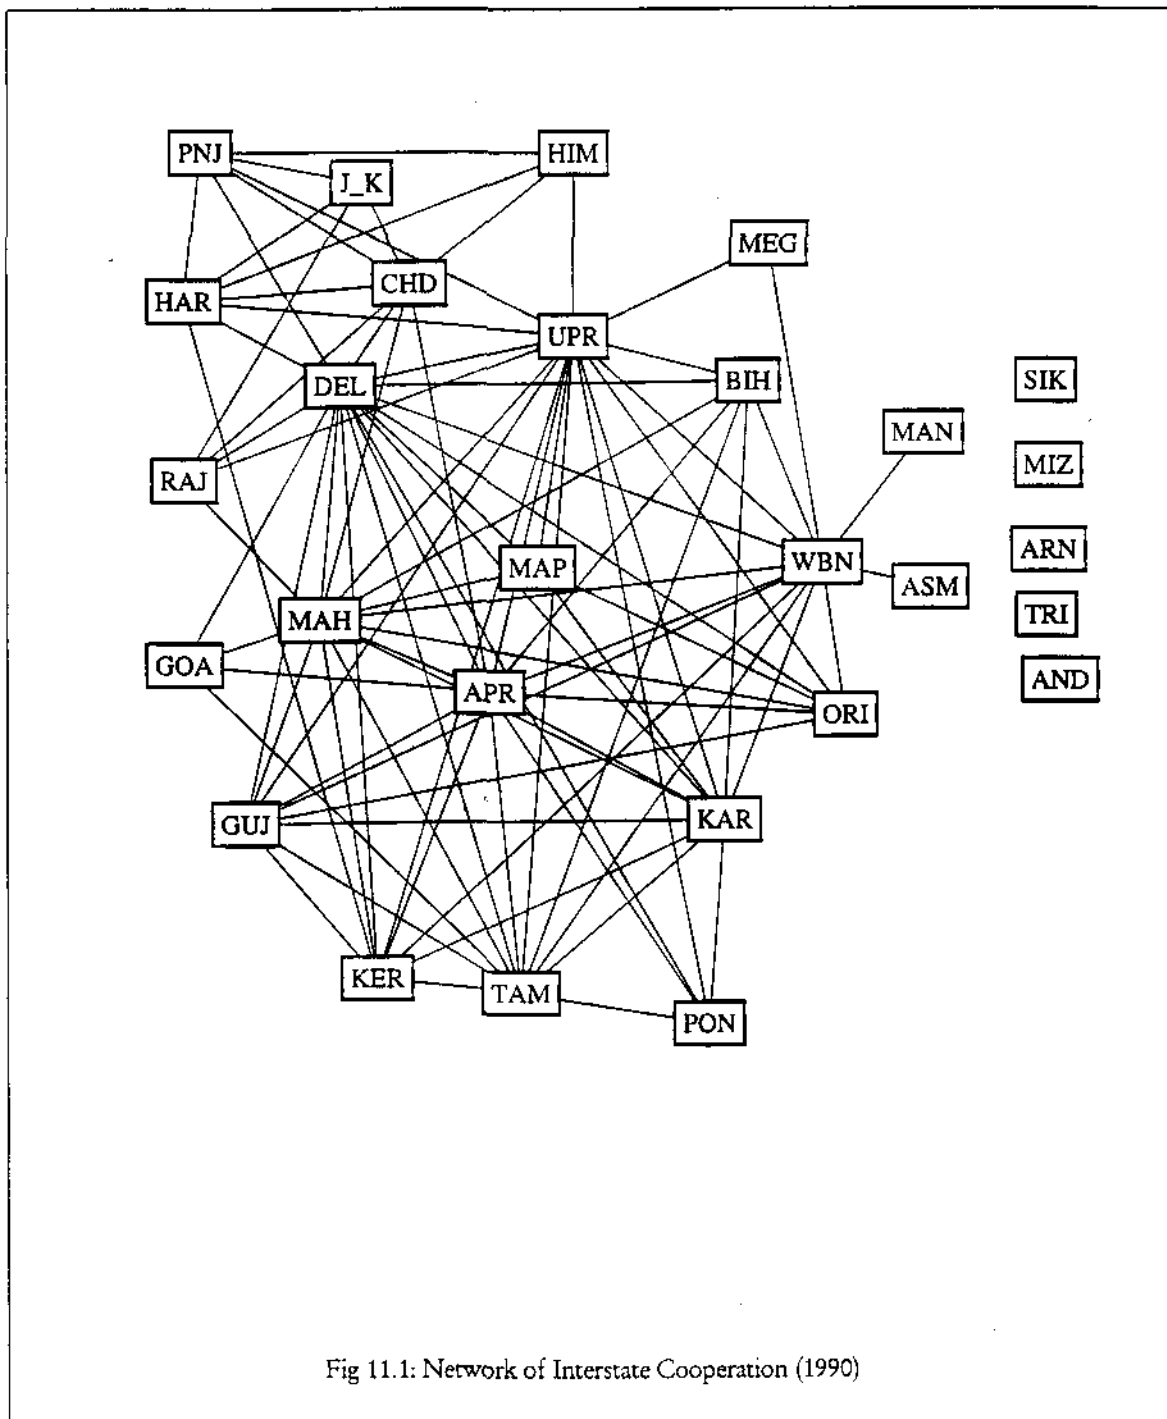 PNJ
HIM
J_K
MEG
CHD
HAR
UPR
DEL
BIH
SIK
MAN
RAJ
MIZ
ARN
WBN
MAP
ASM
MAH
TRI
GOA
AND
APR
ORI
GUJ
KAR
KER
TAM
PON
Fig 11.1: Network of Interstate Cooperation (1990)